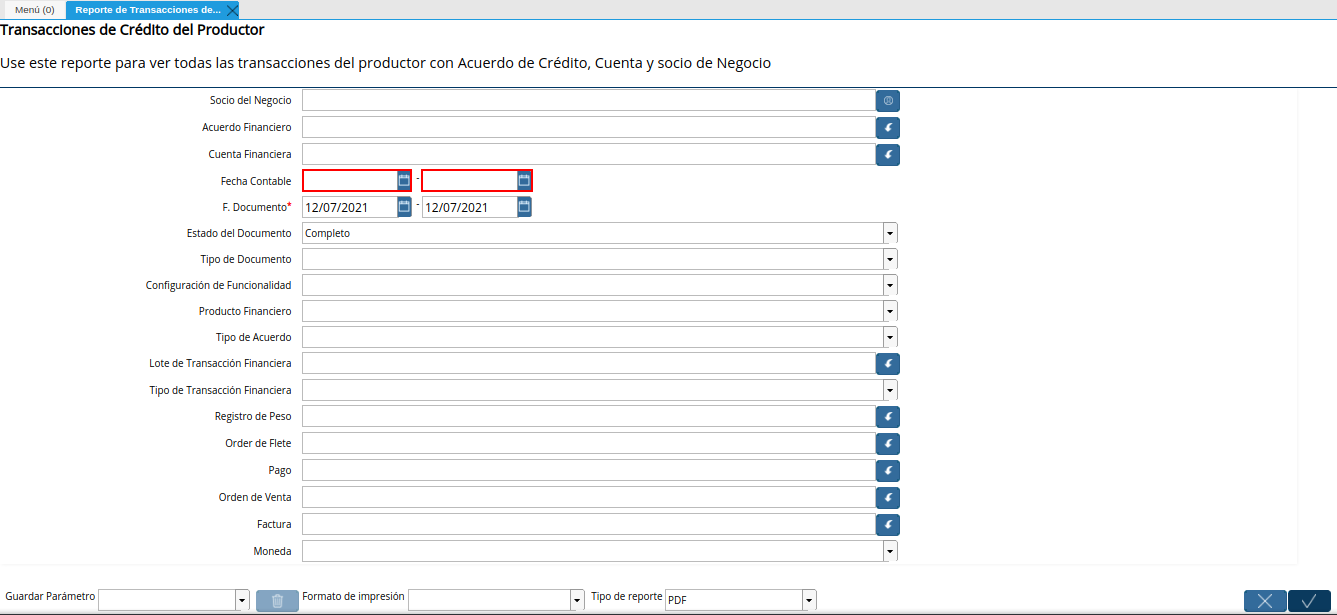 Menú (0)
Reporte de Transacciones de...
Transacciones de Crédito del Productor
Use este reporte para ver todas las transacciones del productor con Acuerdo de Crédito, Cuenta y socio de Negocio
Socio del Negocio
Acuerdo Financiero
Cuenta Financiera
Fecha Contable -
F. Documento* 12/07/2021 - 12/07/2021
Estado del Documento Completo
Tipo de Documento
Configuración de Funcionalidad
Producto Financiero
Tipo de Acuerdo
Lote de Transacción Financiera
Tipo de Transacción Financiera
Registro de Peso
Order de Flete
Pago
Orden de Venta
Factura
Moneda
Guardar Parámetro Formato de impresión Tipo de reporte PDF